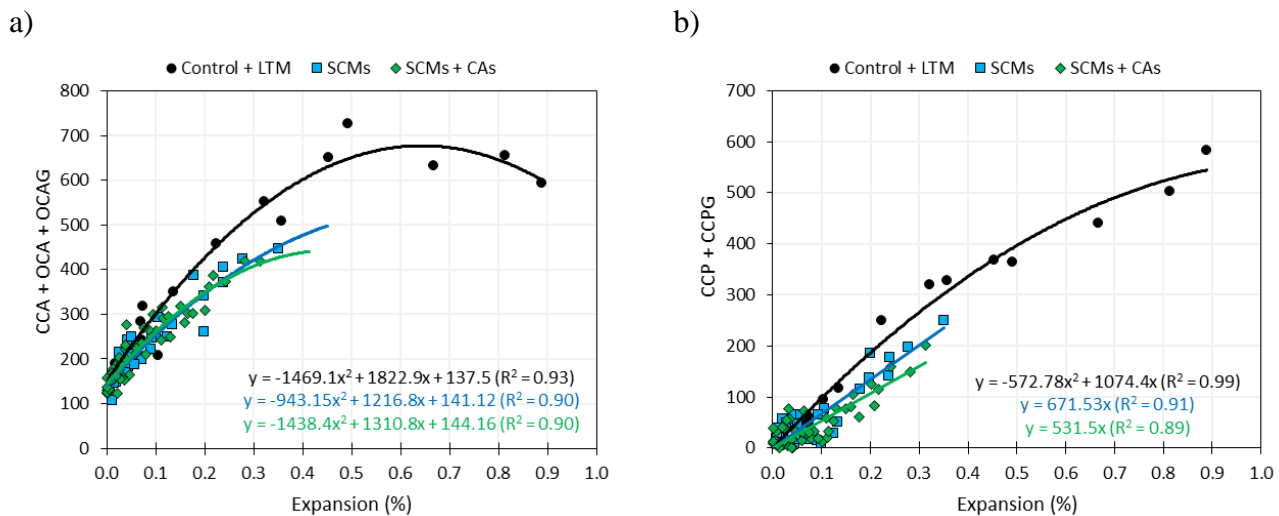 a)
Control + LTM SCMs SCMs + CAs
CCA + OCA + OCAG
800
700
600
500
400
300
200
100
0
y = -1469.1x² + 1822.9x + 137.5 (R² = 0.93)
y = -943.15x² + 1216.8x + 141.12 (R² = 0.90)
y = -1438.4x² + 1310.8x + 144.16 (R² = 0.90)
0.0 0.1 0.2 0.3 0.4 0.5 0.6 0.7 0.8 0.9 1.0
Expansion (%)
b)
Control + LTM SCMs SCMs + CAs
CCP + CCPG
700
600
500
400
300
200
100
0
y = -572.78x² + 1074.4x (R² = 0.99)
y = 671.53x (R² = 0.91)
y = 531.5x (R² = 0.89)
0.0 0.1 0.2 0.3 0.4 0.5 0.6 0.7 0.8 0.9 1.0
Expansion (%)